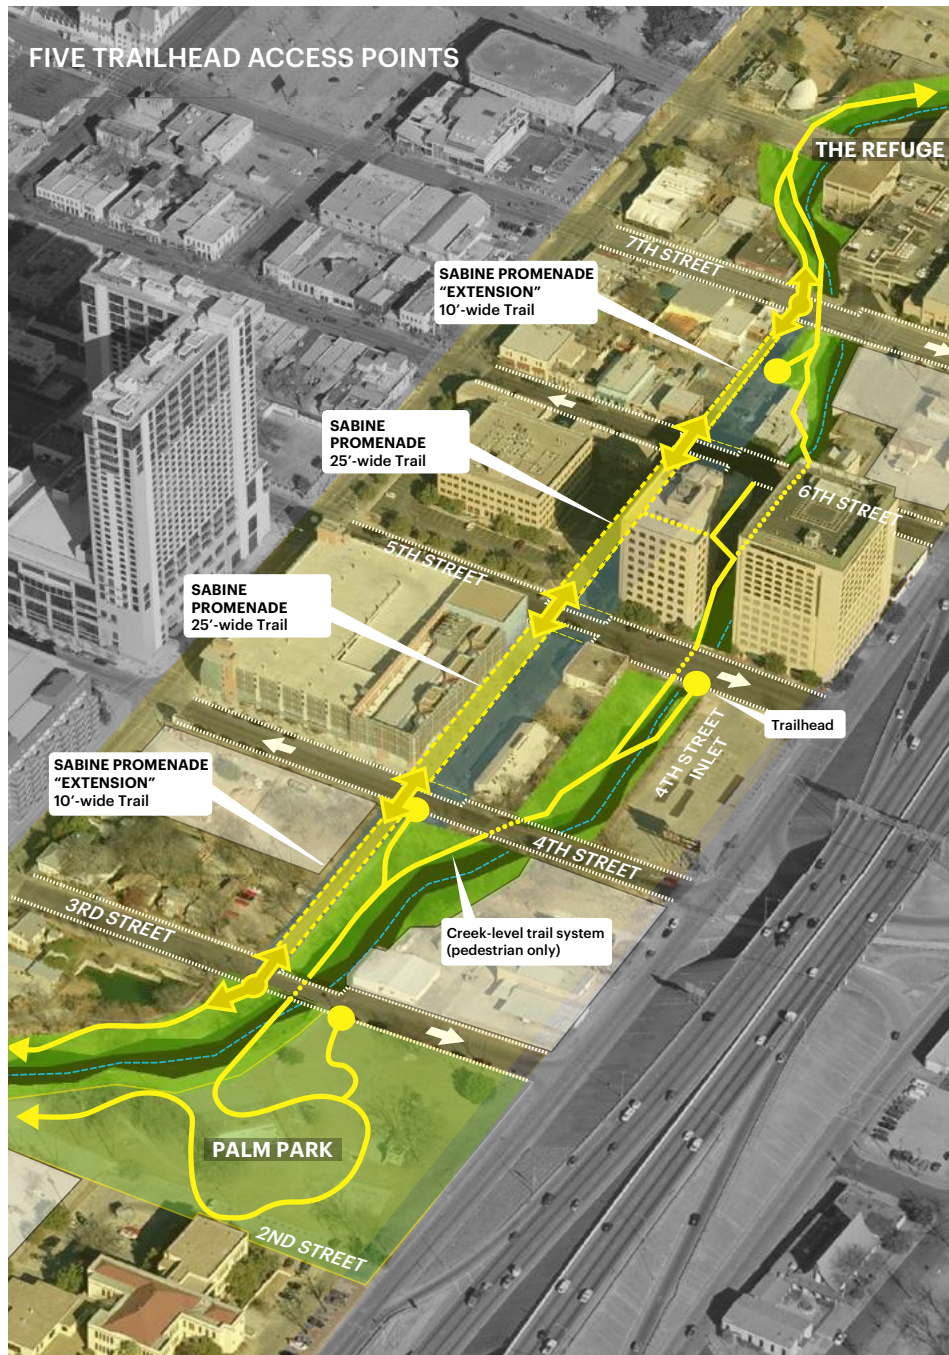 FIVE TRAILHEAD ACCESS POINTS
THE REFUGE
7TH STREET
SABINE PROMENADE
“EXTENSION”
10’-wide Trail
SABINE
PROMENADE
25’-wide Trail
6TH STREET
5TH STREET
SABINE
PROMENADE
25’-wide Trail
Trailhead
4TH STREET
INLET
SABINE PROMENADE
“EXTENSION”
10’-wide Trail
4TH STREET
3RD STREET
Creek-level trail system
(pedestrian only)
PALM PARK
2ND STREET